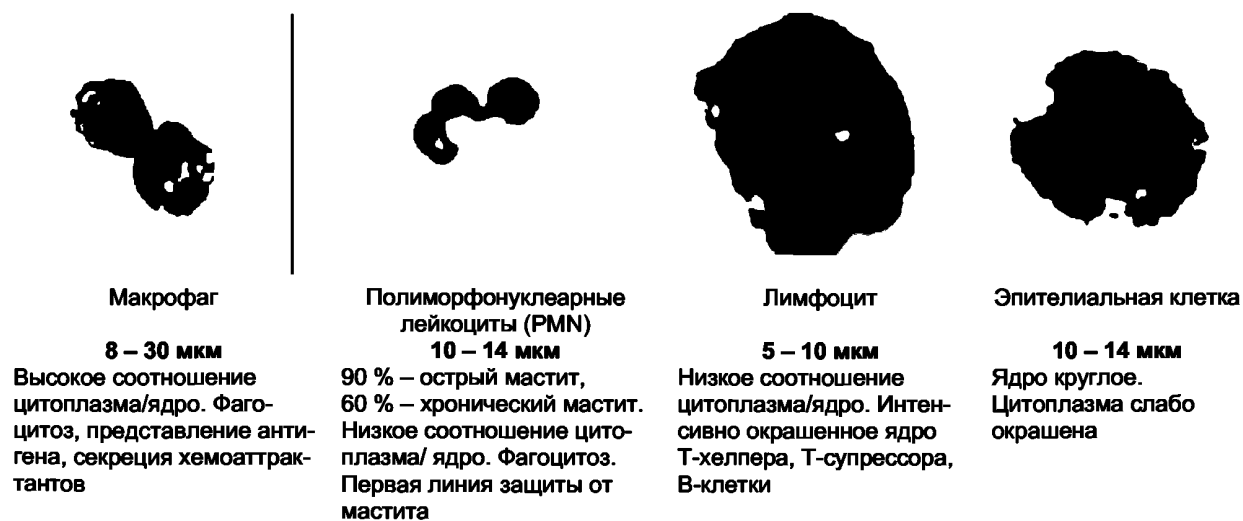 Макрофаг
8 – 30 мкм
Высокое соотношение
цитоплазма/ядро. Фаго-
цитоз, представление анти-
гена, секреция хемоаттрак-
тантов
Полиморфонуклеарные
лейкоциты (PMN)
10 – 14 мкм
90 % – острый мастит,
60 % – хронический мастит.
Низкое соотношение цито-
плазма/ ядро. Фагоцитоз.
Первая линия защиты от
мастита
Лимфоцит
5 – 10 мкм
Низкое соотношение
цитоплазма/ядро. Интен-
сивно окрашенное ядро
Т-хелпера, Т-супрессора,
В-клетки
Эпителиальная клетка
10 – 14 мкм
Ядро круглое.
Цитоплазма слабо
окрашена